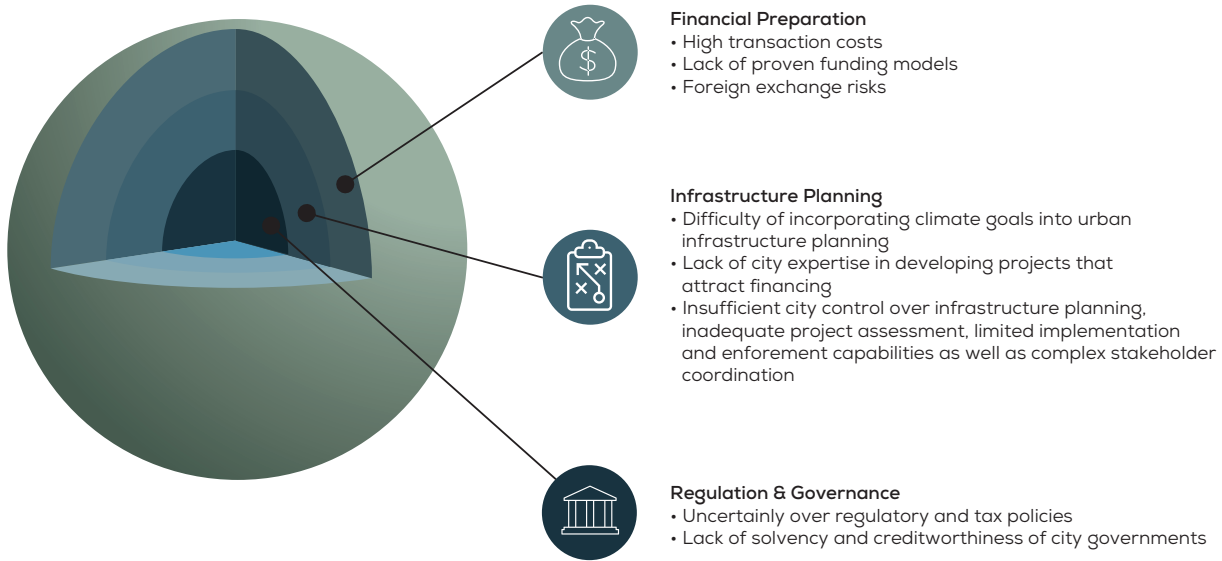 Financial Preparation
• High transaction costs
• Lack of proven funding models
• Foreign exchange risks
$
Infrastructure Planning
• Difficulty of incorporating climate goals into urban
infrastructure planning
• Lack of city expertise in developing projects that
attract financing
• Insufficient city control over infrastructure planning,
inadequate project assessment, limited implementation
and enforement capabilities as well as complex stakeholder
coordination
Regulation & Governance
• Uncertainly over regulatory and tax policies
• Lack of solvency and creditworthiness of city governments